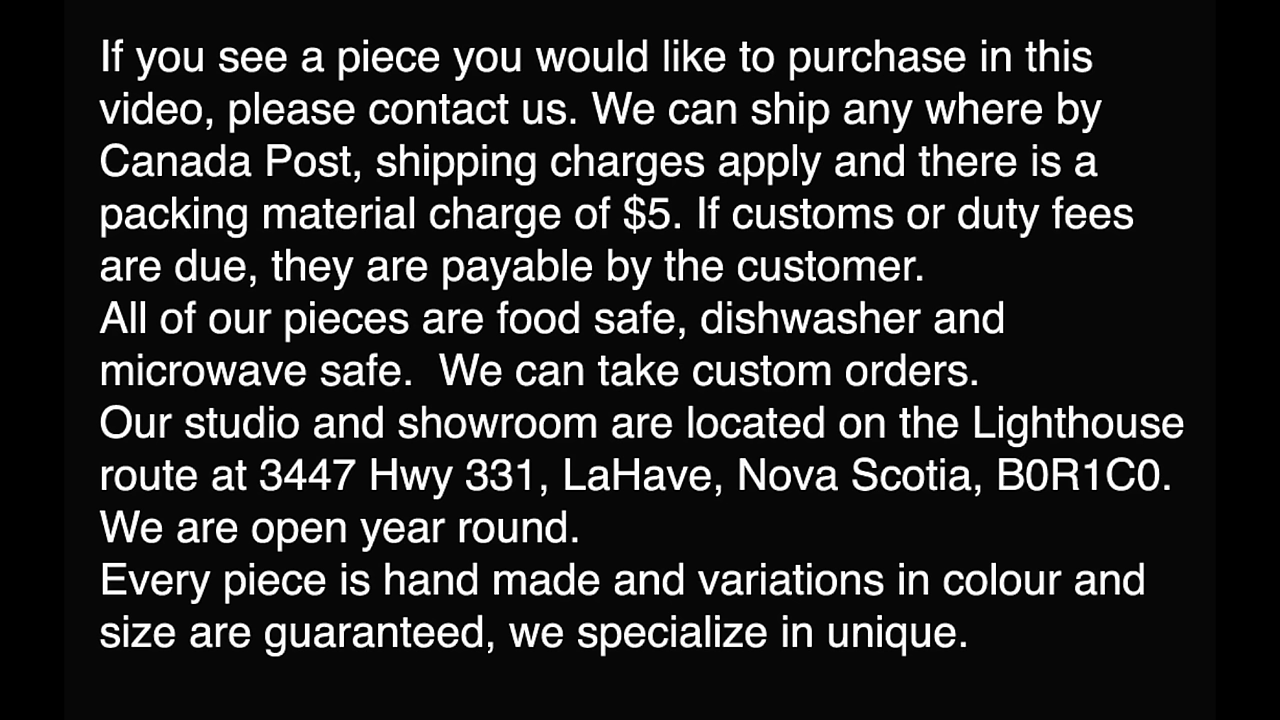 If you see a piece you would like to purchase in this
video, please contact us. We can ship any where by
Canada Post, shipping charges apply and there is a
packing material charge of $5. If customs or duty fees
are due, they are payable by the customer.
All of our pieces are food safe, dishwasher and
microwave safe.  We can take custom orders.
Our studio and showroom are located on the Lighthouse
route at 3447 Hwy 331, LaHave, Nova Scotia, B0R1C0.
We are open year round.
Every piece is hand made and variations in colour and
size are guaranteed, we specialize in unique.